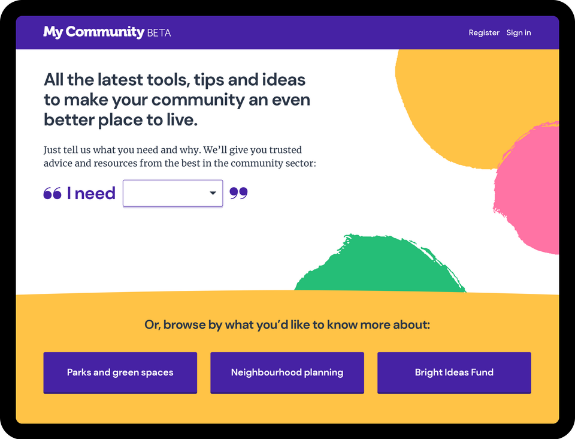 My Community BETA
Register Sign in
All the latest tools, tips and ideas
to make your community an even
better place to live.
Just tell us what you need and why. We’ll give you trusted
advice and resources from the best in the community sector:
“ I need ”
Or, browse by what you’d like to know more about:
Parks and green spaces
Neighbourhood planning
Bright Ideas Fund